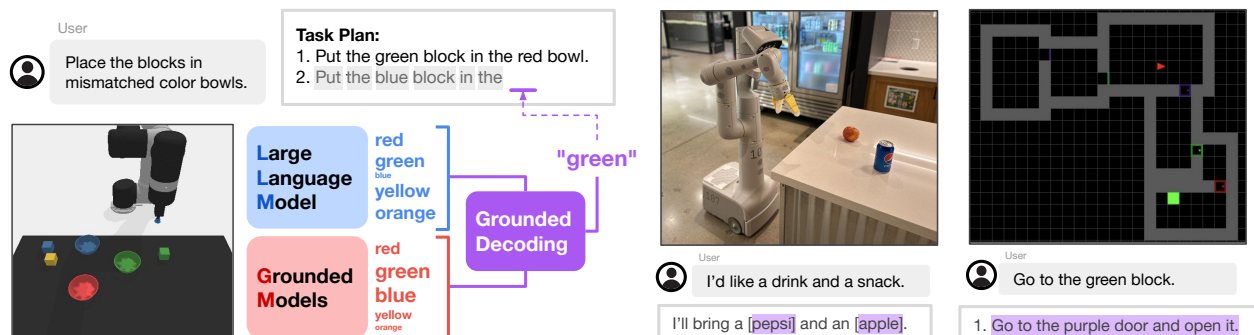 User
Place the blocks in
mismatched color bowls.
Task Plan:
1. Put the green block in the red bowl.
2. Put the blue block in the
Large
Language
Model
red
green
blue
yellow
orange
Grounded
Models
red
green
blue
yellow
orange
Grounded
Decoding
"green"
10
pepsi
User
I'd like a drink and a snack.
I'll bring a [pepsi] and an [apple].
User
Go to the green block.
1. Go to the purple door and open it.